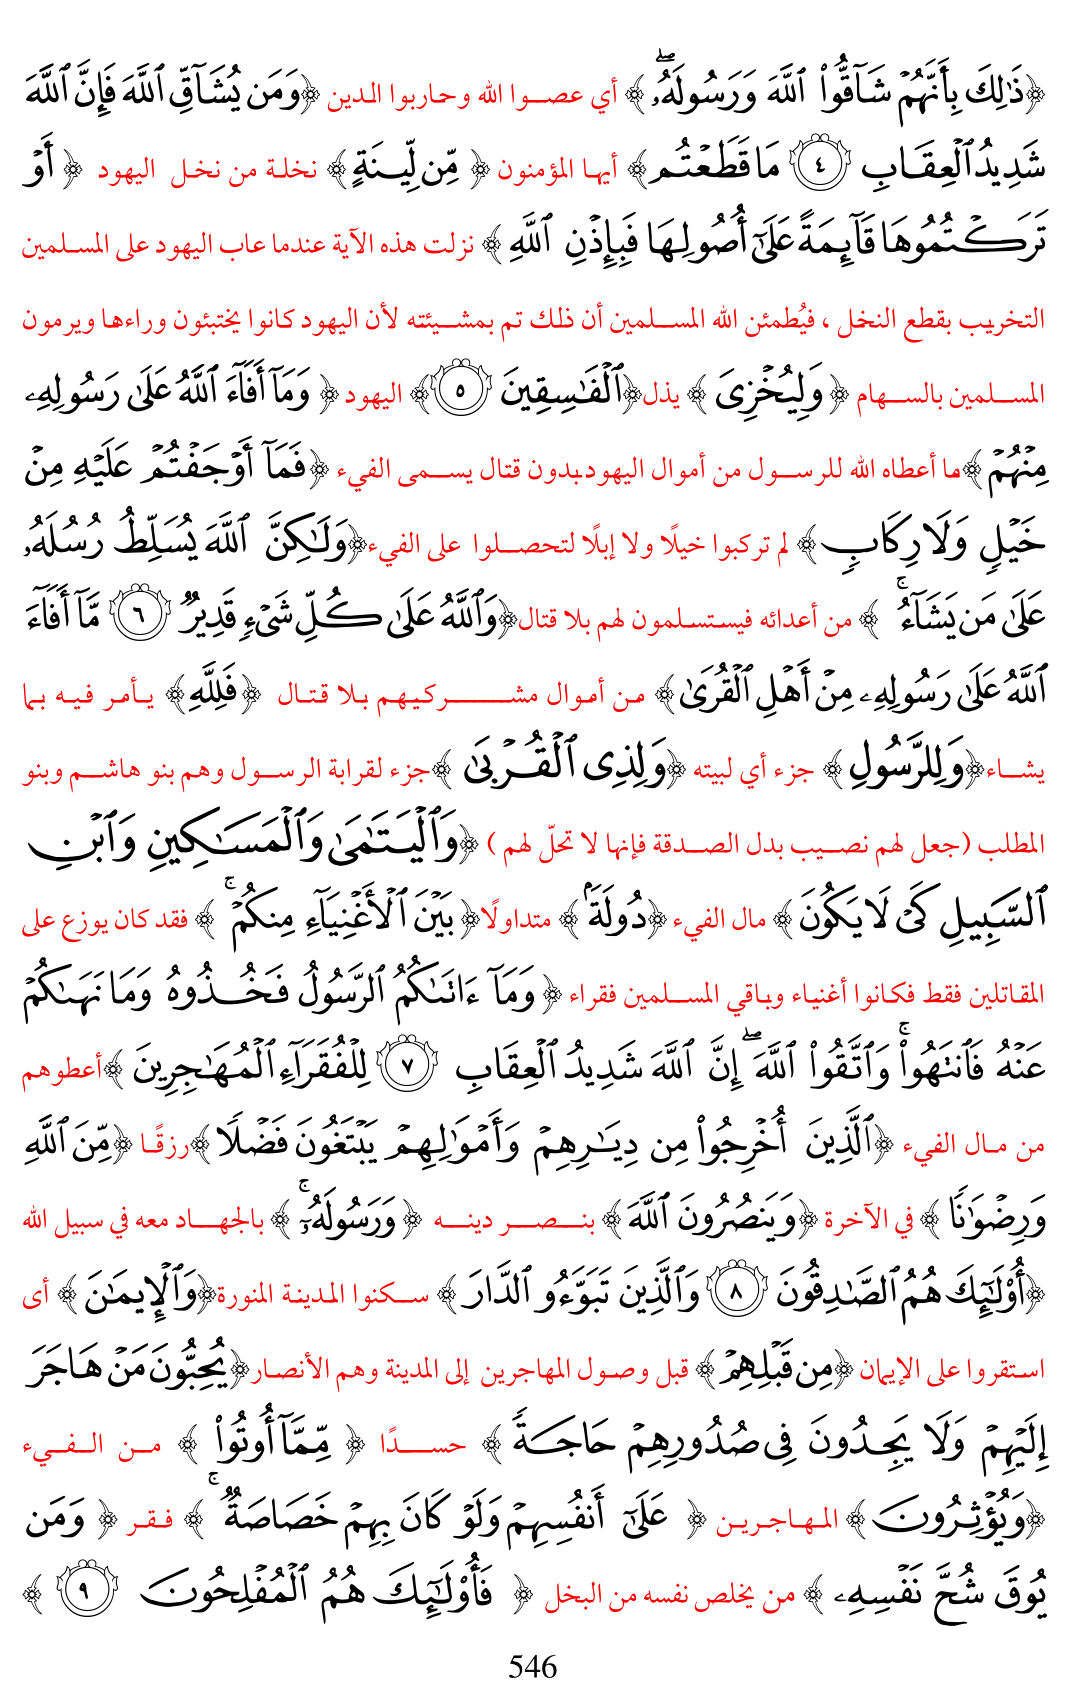 ﴿ذَٰلِكَ بِأَنَّهُمۡ شَآقُّواْ ٱللَّهَ وَرَسُولَهُۥۖ ﴾ أي عصوا الله وحاربوا الدين ﴿وَمَن يُشَآقِّ ٱللَّهَ فَإِنَّ ٱللَّهَ
شَدِيدُ ٱلۡعِقَابِ ٤ مَا قَطَعۡتُم﴾ أيها المؤمنون ﴿ مِّن لِّينَةٍ﴾ نخلة من نخل اليهود ﴿ أَوۡ
تَرَكۡتُمُوهَا قَآئِمَةً عَلَىٰٓ أُصُولِهَا فَبِإِذۡنِ ٱللَّهِ ﴾ نزلت هذه الآية عندما عاب اليهود على المسلمين
التخريب بقطع النخل ، فيُطمئن الله المسلمين أن ذلك تم بمشيئته لأن اليهود كانوا يختبئون وراءها ويرمون
المسلمين بالسهام ﴿ وَلِيُخۡزِيَ ﴾ يذل﴿ٱلۡفَٰسِقِينَ ٥ ﴾ اليهود ﴿ وَمَآ أَفَآءَ ٱللَّهُ عَلَىٰ رَسُولِهِۦ
مِنۡهُمۡ ﴾ما أعطاه الله للرسول من أموال اليهود بدون قتال يسمى الفيء ﴿فَمَآ أَوۡجَفۡتُمۡ عَلَيۡهِ مِنۡ
خَيۡلٖ وَلَا رِكَابٖ ﴾ لم تركبوا خيلًا ولا إبلًا لتحصلوا على الفيء﴿وَلَٰكِنَّ ٱللَّهَ يُسَلِّطُ رُسُلَهُۥ
عَلَىٰ مَن يَشَآءُۚ ﴾ من أعدائه فيستسلمون لهم بلا قتال﴿وَٱللَّهُ عَلَىٰ كُلِّ شَيۡءٖ قَدِيرٞ ٦ مَّآ أَفَآءَ
ٱللَّهُ عَلَىٰ رَسُولِهِۦ مِنۡ أَهۡلِ ٱلۡقُرَىٰ ﴾ من أموال مشركيهم بلا قتال ﴿فَلِلَّهِ﴾ يأمر فيه بما
يشاء﴿وَلِلرَّسُولِ﴾ جزء أي لبيته ﴿وَلِذِي ٱلۡقُرۡبَىٰ ﴾جزء لقرابة الرسول وهم بنو هاشم وبنو
المطلب (جعل لهم نصيب بدل الصدقة فإنها لا تحلّ لهم ) ﴿وَٱلۡيَتَٰمَىٰ وَٱلۡمَسَٰكِينِ وَٱبۡنِ
ٱلسَّبِيلِ كَيۡ لَا يَكُونَ﴾ مال الفيء ﴿دُولَةَۢ ﴾ متداولًا﴿ بَيۡنَ ٱلۡأَغۡنِيَآءِ مِنكُمۡۚ ﴾ فقد كان يوزع على
المقاتلين فقط فكانوا أغنياء وباقي المسلمين فقراء ﴿ وَمَآ ءَاتَىٰكُمُ ٱلرَّسُولُ فَخُذُوهُ وَمَا نَهَىٰكُمۡ
عَنۡهُ فَٱنتَهُواْۚ وَٱتَّقُواْ ٱللَّهَۖ إِنَّ ٱللَّهَ شَدِيدُ ٱلۡعِقَابِ ٧ لِلۡفُقَرَآءِ ٱلۡمُهَٰجِرِينَ ﴾أعطوهم
من مال الفيء ﴿ٱلَّذِينَ أُخۡرِجُواْ مِن دِيَٰرِهِمۡ وَأَمۡوَٰلِهِمۡ يَبۡتَغُونَ فَضۡلٗا ﴾رزقًا ﴿مِّنَ ٱللَّهِ
وَرِضۡوَٰنٗا ﴾ في الآخرة ﴿وَيَنصُرُونَ ٱللَّهَ﴾ بنصر دينه ﴿وَرَسُولَهُۥٓۚ ﴾ بالجهاد معه في سبيل الله
﴿أُوْلَٰٓئِكَ هُمُ ٱلصَّٰدِقُونَ ٨ وَٱلَّذِينَ تَبَوَّءُو ٱلدَّارَ﴾ سكنوا المدينة المنورة﴿وَٱلۡإِيمَٰنَ ﴾ أى
استقروا على الإيمان ﴿مِن قَبۡلِهِمۡ﴾ قبل وصول المهاجرين إلى المدينة وهم الأنصار﴿يُحِبُّونَ مَنۡ هَاجَرَ
إِلَيۡهِمۡ وَلَا يَجِدُونَ فِي صُدُورِهِمۡ حَاجَةٗ ﴾ حسدًا ﴿ مِّمَّآ أُوتُواْ ﴾ من الفيء
﴿وَيُؤۡثِرُونَ ﴾ المهاجرين ﴿ عَلَىٰٓ أَنفُسِهِمۡ وَلَوۡ كَانَ بِهِمۡ خَصَاصَةٞۚ ﴾ فقر ﴿ وَمَن
يُوقَ شُحَّ نَفۡسِهِۦ ﴾ من يخلص نفسه من البخل ﴿ فَأُوْلَٰٓئِكَ هُمُ ٱلۡمُفۡلِحُونَ ٩ ﴾
546